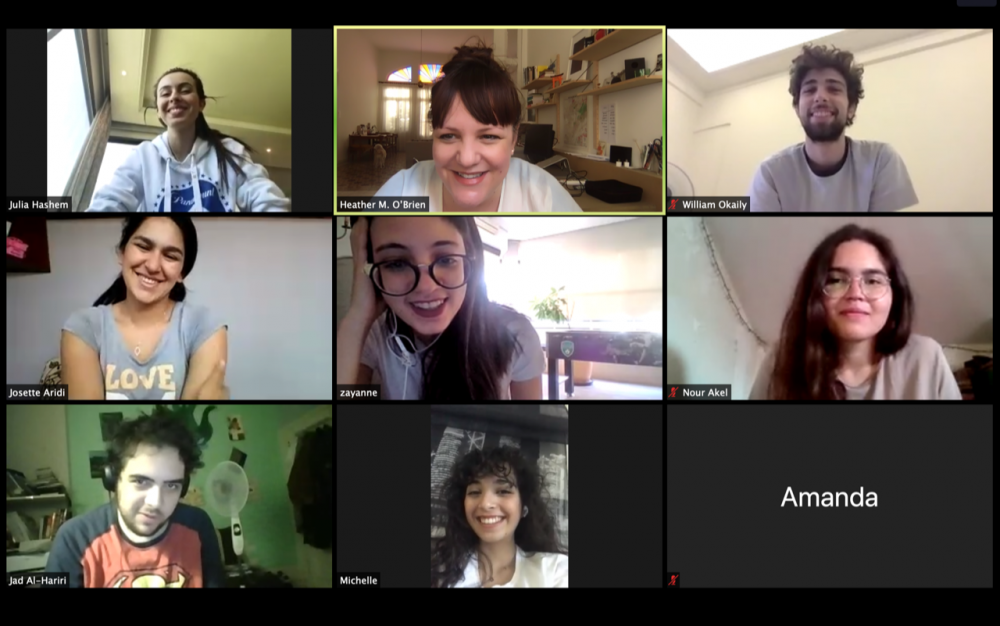 Julia Hashem
Heather M. O'Brien
William Okaily
Josette Aridi
LOVE
zayanne
Nour Akel
Jad Al-Hariri
Michelle
Amanda